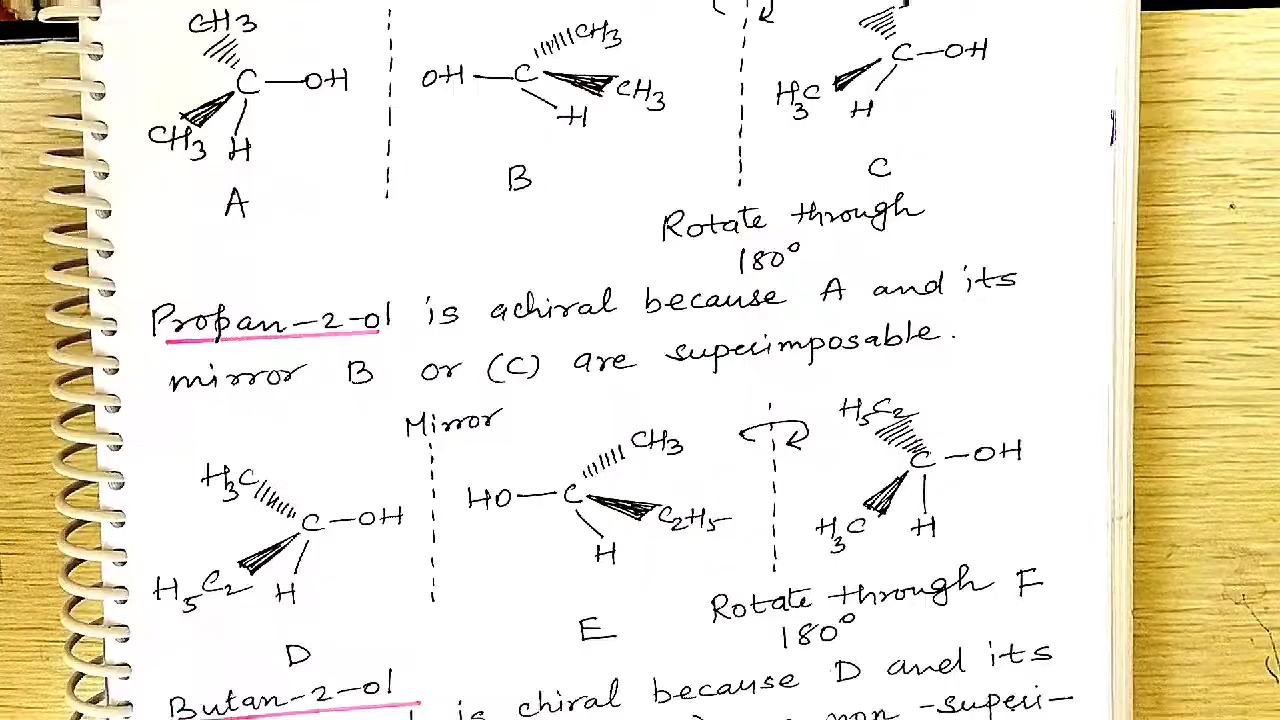 CH3
C—OH
CH3 H
A
CH3
OH—C
CH3
H
B
C—OH
H3C
H
C
Rotate through
180°
Propan-2-ol is achiral because A and its
mirror B or (C) are superimposable.
Mirror
H3C
C—OH
H5C2 H
D
CH3
HO—C
C2H5
H
E
H5C2
C—OH
H3C H
F
Rotate through
180°
Butan-2-ol is chiral because D and its
non-superi-